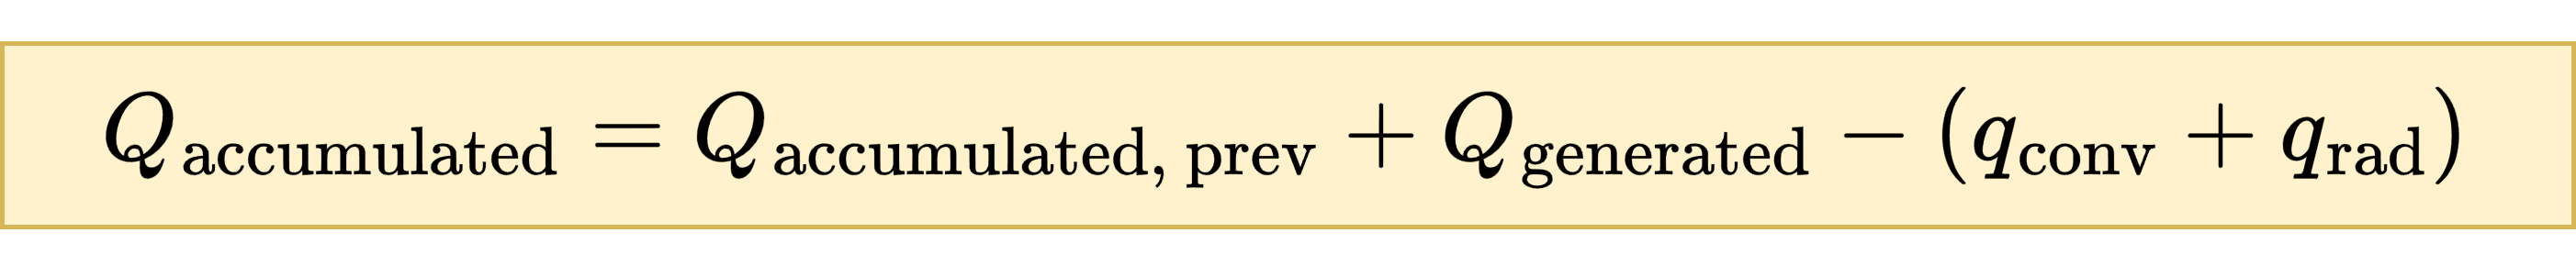 Q_accumulated = Q_accumulated, prev + Q_generated − (q_conv + q_rad)